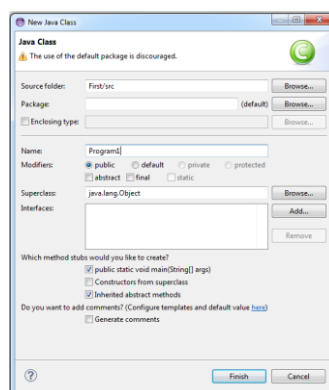 New Java Class
Java Class
The use of the default package is discouraged.
Source folder: First/src Browse...
Package: (default) Browse...
Enclosing type: Browse...
Name: Program1
Modifiers: public default private protected
abstract final static
Superclass: java.lang.Object Browse...
Interfaces: Add...
Remove
Which method stubs would you like to create?
public static void main(String[] args)
Constructors from superclass
Inherited abstract methods
Do you want to add comments? (Configure templates and default value here)
Generate comments
? Finish Cancel